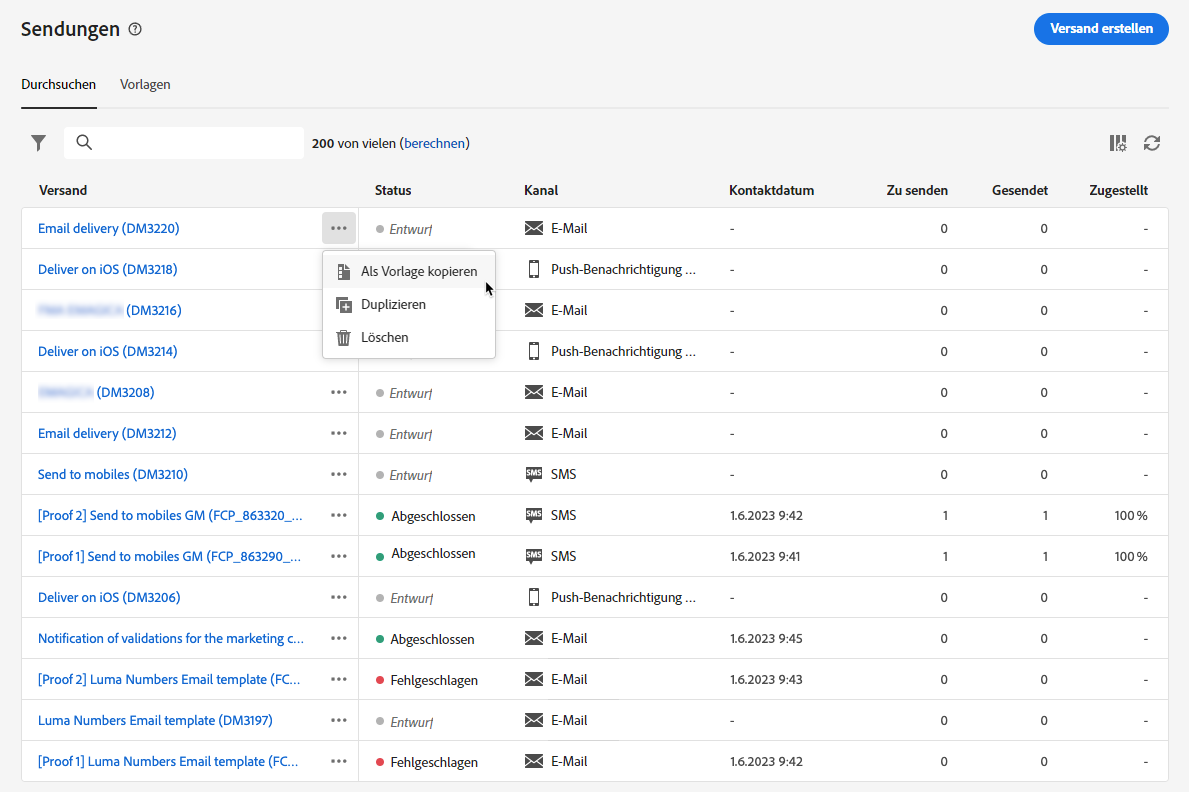 Sendungen
Versand erstellen
Durchsuchen Vorlagen
200 von vielen (berechnen)
Versand Status Kanal Kontaktdatum Zu senden Gesendet Zugestellt
Email delivery (DM3220) Entwurf E-Mail - 0 0 -
Deliver on iOS (DM3218) Als Vorlage kopieren Push-Benachrichtigung ... - 0 0 -
(DM3216) Duplizieren E-Mail - 0 0 -
Deliver on iOS (DM3214) Löschen Push-Benachrichtigung ... - 0 0 -
(DM3208) Entwurf E-Mail - 0 0 -
Email delivery (DM3212) Entwurf E-Mail - 0 0 -
Send to mobiles (DM3210) Entwurf SMS SMS - 0 0 -
[Proof 2] Send to mobiles GM (FCP_863320_... Abgeschlossen SMS SMS 1.6.2023 9:42 1 1 100 %
[Proof 1] Send to mobiles GM (FCP_863290_... Abgeschlossen SMS SMS 1.6.2023 9:41 1 1 100 %
Deliver on iOS (DM3206) Entwurf Push-Benachrichtigung ... - 0 0 -
Notification of validations for the marketing c... Abgeschlossen E-Mail 1.6.2023 9:45 0 0 -
[Proof 2] Luma Numbers Email template (FC... Fehlgeschlagen E-Mail 1.6.2023 9:43 0 0 -
Luma Numbers Email template (DM3197) Entwurf E-Mail - 0 0 -
[Proof 1] Luma Numbers Email template (FC... Fehlgeschlagen E-Mail 1.6.2023 9:42 0 0 -